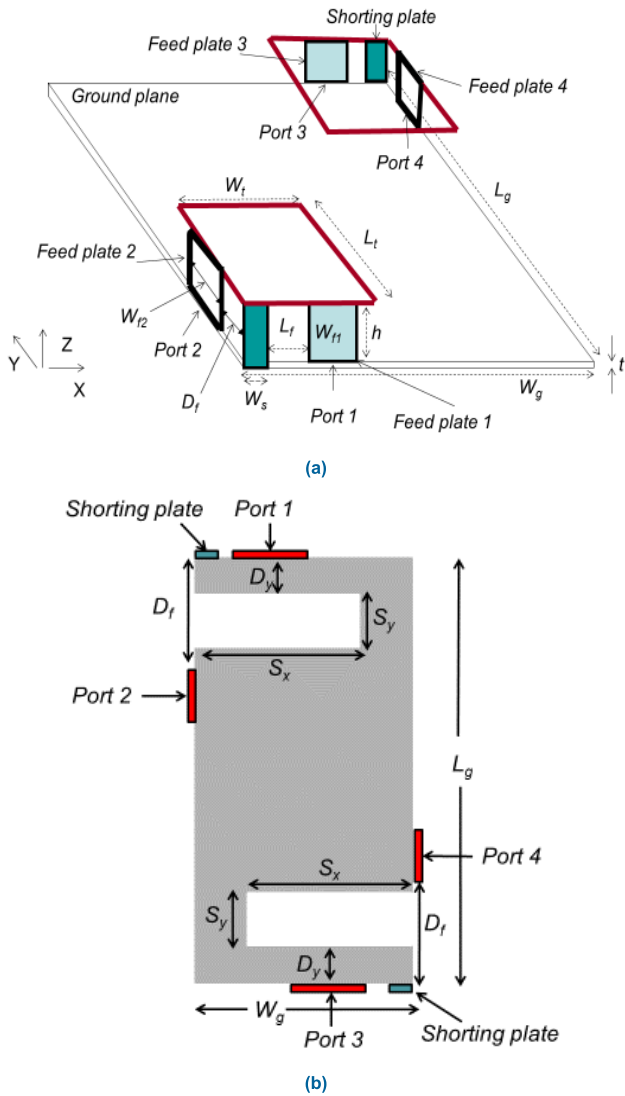 Shorting plate
Feed plate 3
Feed plate 4
Ground plane
Port 3
Port 4
Lg
Wt
Lt
Feed plate 2
Wf2
Port 2
Lf
Wf1
h
Z
Y
X
Df
Ws
Port 1
Wg
t
Feed plate 1
(a)
Shorting plate
Port 1
Dy
Df
Sy
Sx
Port 2
Lg
Sx
Port 4
Sy
Df
Dy
Wg
Port 3
Shorting plate
(b)